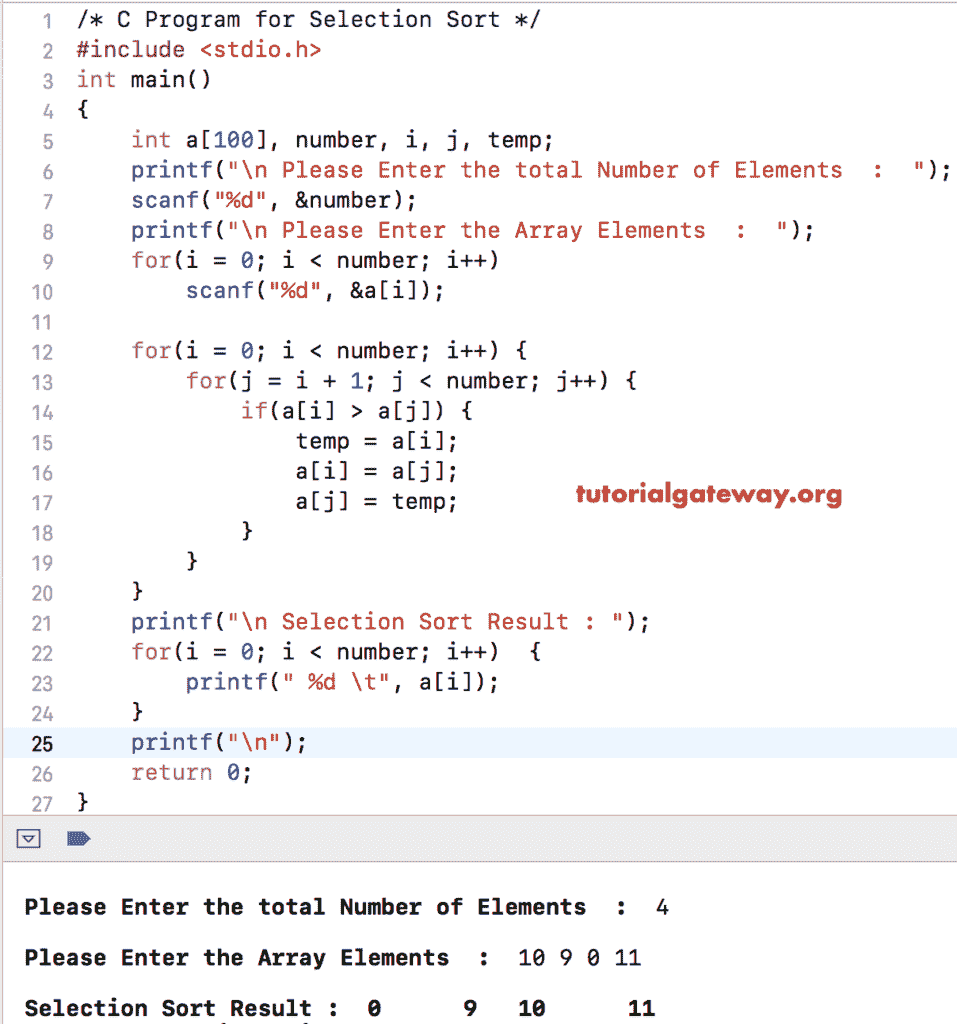 1 /* C Program for Selection Sort */
2 #include <stdio.h>
3 int main()
4 {
5     int a[100], number, i, j, temp;
6     printf("\n Please Enter the total Number of Elements  :  ");
7     scanf("%d", &number);
8     printf("\n Please Enter the Array Elements  :  ");
9     for(i = 0; i < number; i++)
10         scanf("%d", &a[i]);
11
12     for(i = 0; i < number; i++) {
13         for(j = i + 1; j < number; j++) {
14             if(a[i] > a[j]) {
15                 temp = a[i];
16                 a[i] = a[j];
tutorialgateway.org
17                 a[j] = temp;
18             }
19         }
20     }
21     printf("\n Selection Sort Result : ");
22     for(i = 0; i < number; i++)  {
23         printf(" %d \t", a[i]);
24     }
25     printf("\n");
26     return 0;
27 }
Please Enter the total Number of Elements  :  4
Please Enter the Array Elements  :  10 9 0 11
Selection Sort Result :  0      9   10      11